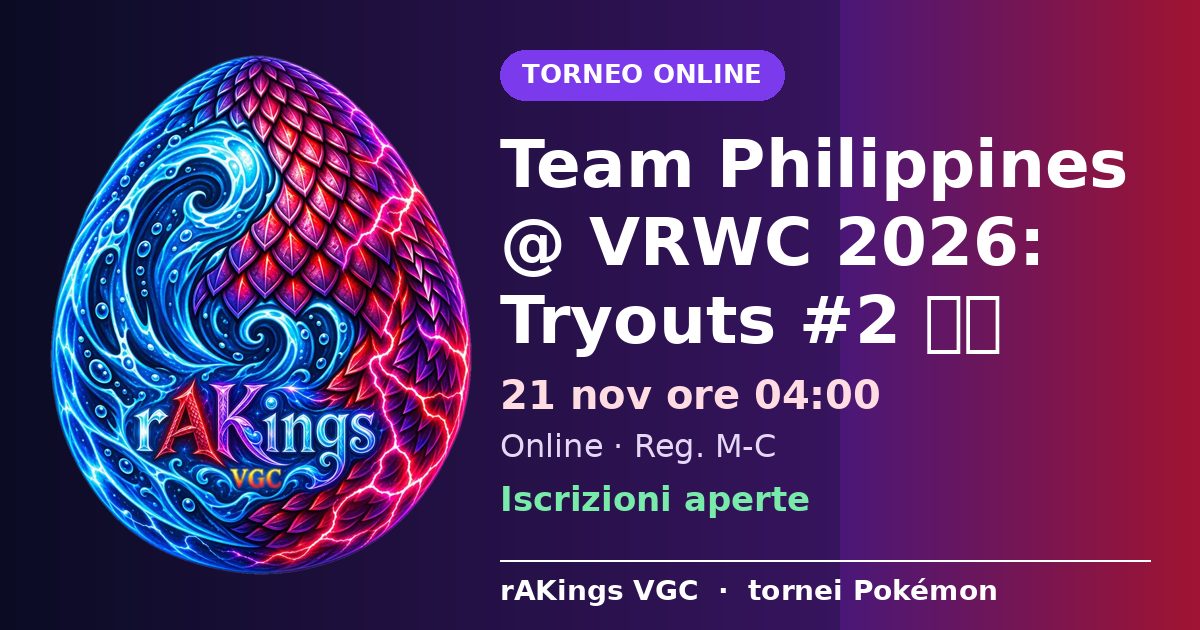 rAKings
VGC
TORNEO ONLINE
Team Philippines
@ VRWC 2026:
Tryouts #2
21 nov ore 04:00
Online · Reg. M-C
Iscrizioni aperte
rAKings VGC · tornei Pokémon